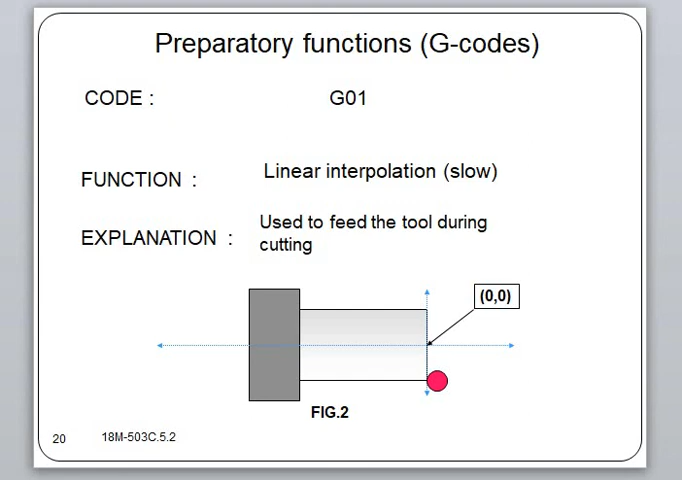 Preparatory functions (G-codes)
CODE : G01
FUNCTION : Linear interpolation (slow)
EXPLANATION : Used to feed the tool during
cutting
(0,0)
FIG.2
20 18M-503C.5.2